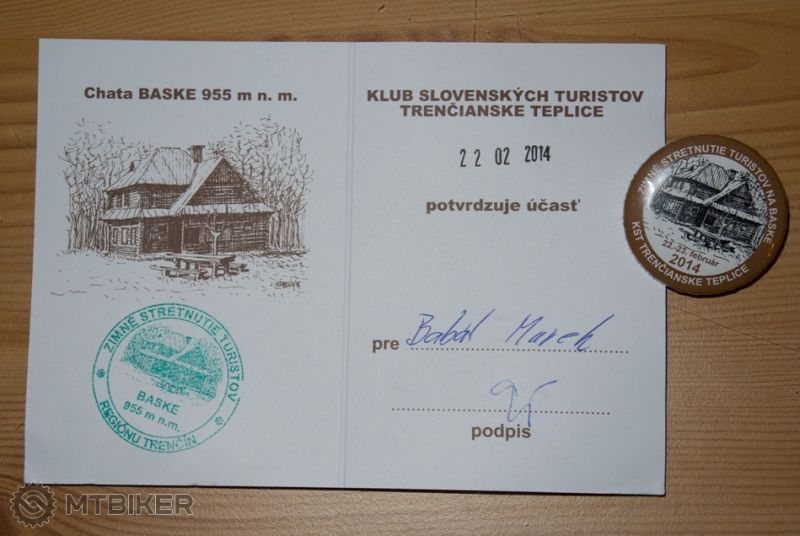 Chata BASKE 955 m n. m.
ZIMNÉ STRETNUTIE TURISTOV
BASKE
955 m n.m.
REGIÓNU TRENČÍN
KLUB SLOVENSKÝCH TURISTOV
TRENČIANSKE TEPLICE
22 02 2014
potvrdzuje účasť
pre Babál Marek
podpis
ZIMNÉ STRETNUTIE TURISTOV NA BASKE
22.-23. február
2014
KST TRENČIANSKE TEPLICE
MTBIKER